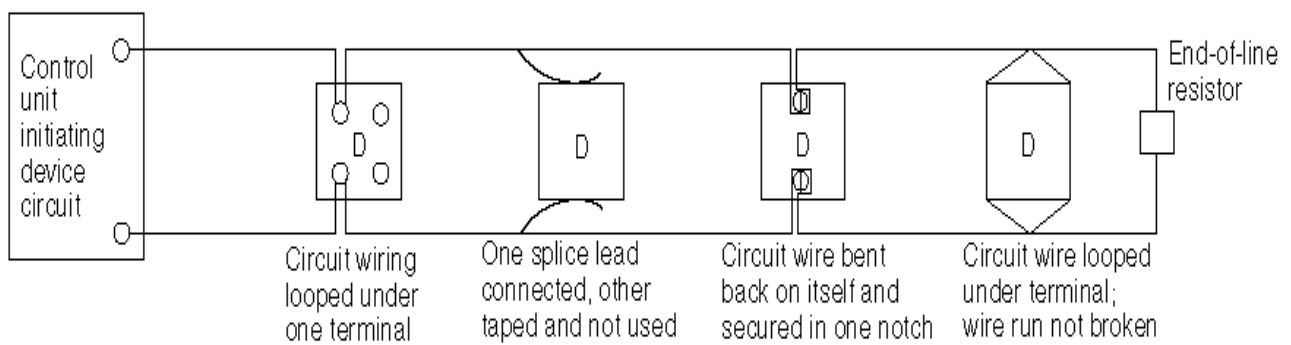 Control
unit
initiating
device
circuit
D
D
D
D
End-of-line
resistor
Circuit wiring
looped under
one terminal
One splice lead
connected, other
taped and not used
Circuit wire bent
back on itself and
secured in one notch
Circuit wire looped
under terminal;
wire run not broken